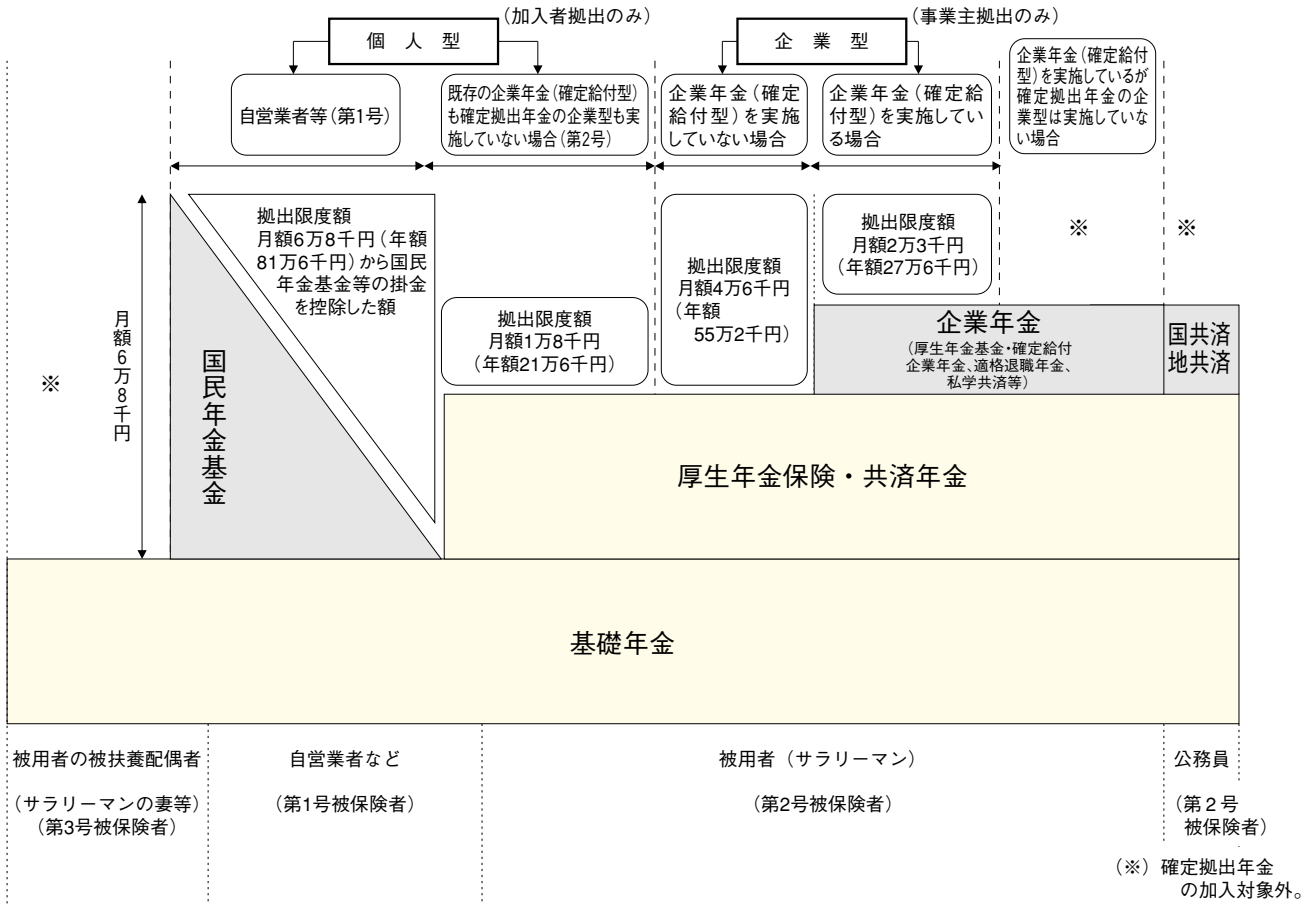 (加入者拠出のみ)
個 人 型
(事業主拠出のみ)
企 業 型
自営業者等(第1号)
既存の企業年金(確定給付型)
も確定拠出年金の企業型も実
施していない場合(第2号)
企業年金(確定
給付型)を実施
していない場合
企業年金(確定給
付型)を実施してい
る場合
企業年金(確定給付
型)を実施しているが
確定拠出年金の企
業型は実施していな
い場合
月額6万8千円
※
国民年金基金
拠出限度額
月額6万8千円(年額
81万6千円)から国民
年金基金等の掛金
を控除した額
拠出限度額
月額1万8千円
(年額21万6千円)
拠出限度額
月額4万6千円
(年額
55万2千円)
拠出限度額
月額2万3千円
(年額27万6千円)
※
※
企業年金
(厚生年金基金・確定給付
企業年金、適格退職年金、
私学共済等)
国共済
地共済
厚生年金保険・共済年金
基礎年金
被用者の被扶養配偶者
(サラリーマンの妻等)
(第3号被保険者)
自営業者など
(第1号被保険者)
被用者(サラリーマン)
(第2号被保険者)
公務員
(第2号
被保険者)
(※)確定拠出年金
の加入対象外。